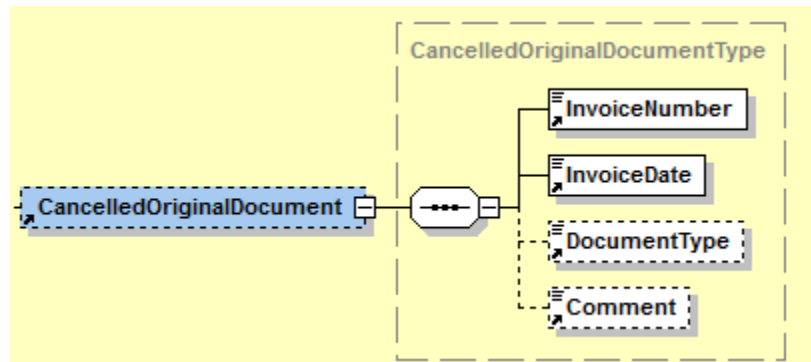 CancelledOriginalDocumentType
InvoiceNumber
InvoiceDate
CancelledOriginalDocument
DocumentType
Comment